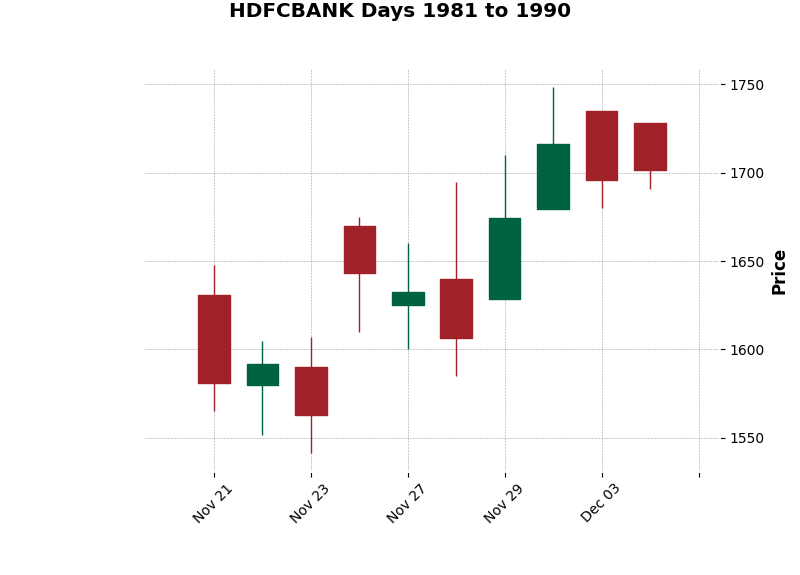 HDFCBANK Days 1981 to 1990
1750
1700
1650
1600
1550
Price
Nov 21
Nov 23
Nov 27
Nov 29
Dec 03